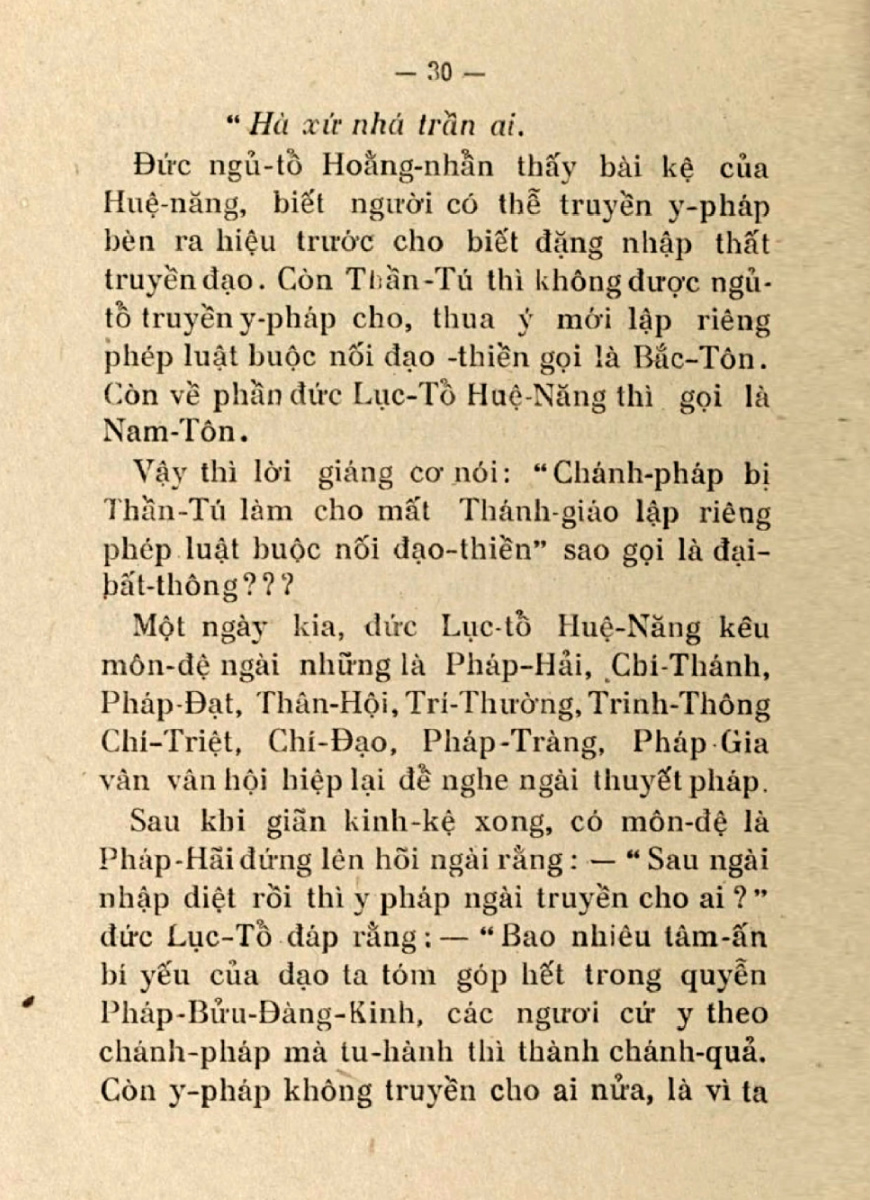 — 30 —
“ Hà xứ nhá trần ai.
Đức ngủ-tổ Hoằng-nhẫn thấy bài kệ của
Huệ-năng, biết người có thễ truyền y-pháp
bèn ra hiệu trước cho biết đặng nhập thất
truyền đạo. Còn Thần-Tú thì không được ngủ-
tổ truyền y-pháp cho, thua ý mới lập riêng
phép luật buộc nối đạo -thiền gọi là Bắc-Tôn.
Còn về phần đức Lục-Tổ Huệ-Năng thì gọi là
Nam-Tôn.
Vậy thì lời giáng cơ nói: “Chánh-pháp bị
Thần-Tú làm cho mất Thánh-giáo lập riêng
phép luật buộc nối đạo-thiền” sao gọi là đại-
bất-thông???
Một ngày kia, đức Lục-tổ Huệ-Năng kêu
môn-đệ ngài những là Pháp-Hải, Chí-Thánh,
Pháp-Đạt, Thân-Hội, Trí-Thường, Trinh-Thông
Chí-Triệt, Chí-Đạo, Pháp-Tràng, Pháp-Gia
vân vân hội hiệp lại đề nghe ngài thuyết pháp.
Sau khi giãn kinh-kệ xong, có môn-đệ là
Pháp-Hãi đứng lên hõi ngài rằng: — “ Sau ngài
nhập diệt rồi thì y pháp ngài truyền cho ai ? ”
đức Lục-Tổ đáp rằng: — “ Bao nhiêu tâm-ấn
bí yếu của đạo ta tóm góp hết trong quyễn
Pháp-Bửu-Đàng-Kinh, các ngươi cứ y theo
chánh-pháp mà tu-hành thì thành chánh-quả.
Còn y-pháp không truyền cho ai nửa, là vì ta